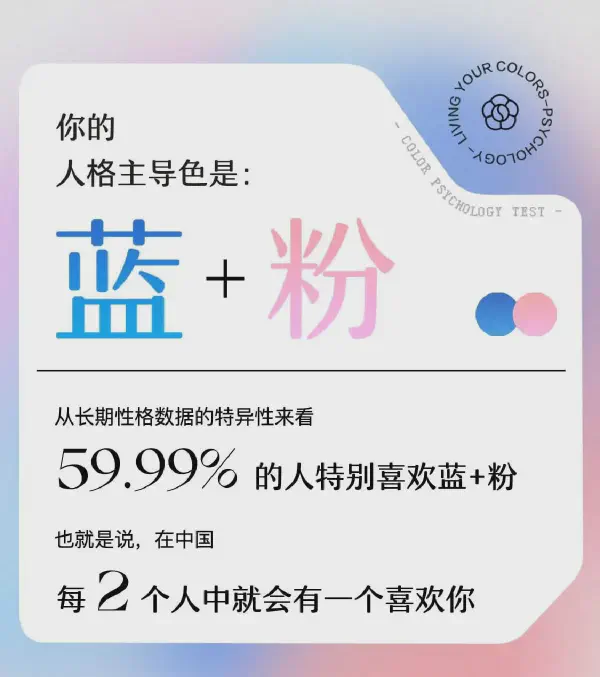 LIVING YOUR COLORS-PSYCHOLOGY-
- COLOR PSYCHOLOGY TEST -
你的
人格主导色是：
蓝+粉
从长期性格数据的特异性来看
59.99% 的人特别喜欢蓝+粉
也就是说，在中国
每 2 个人中就会有一个喜欢你